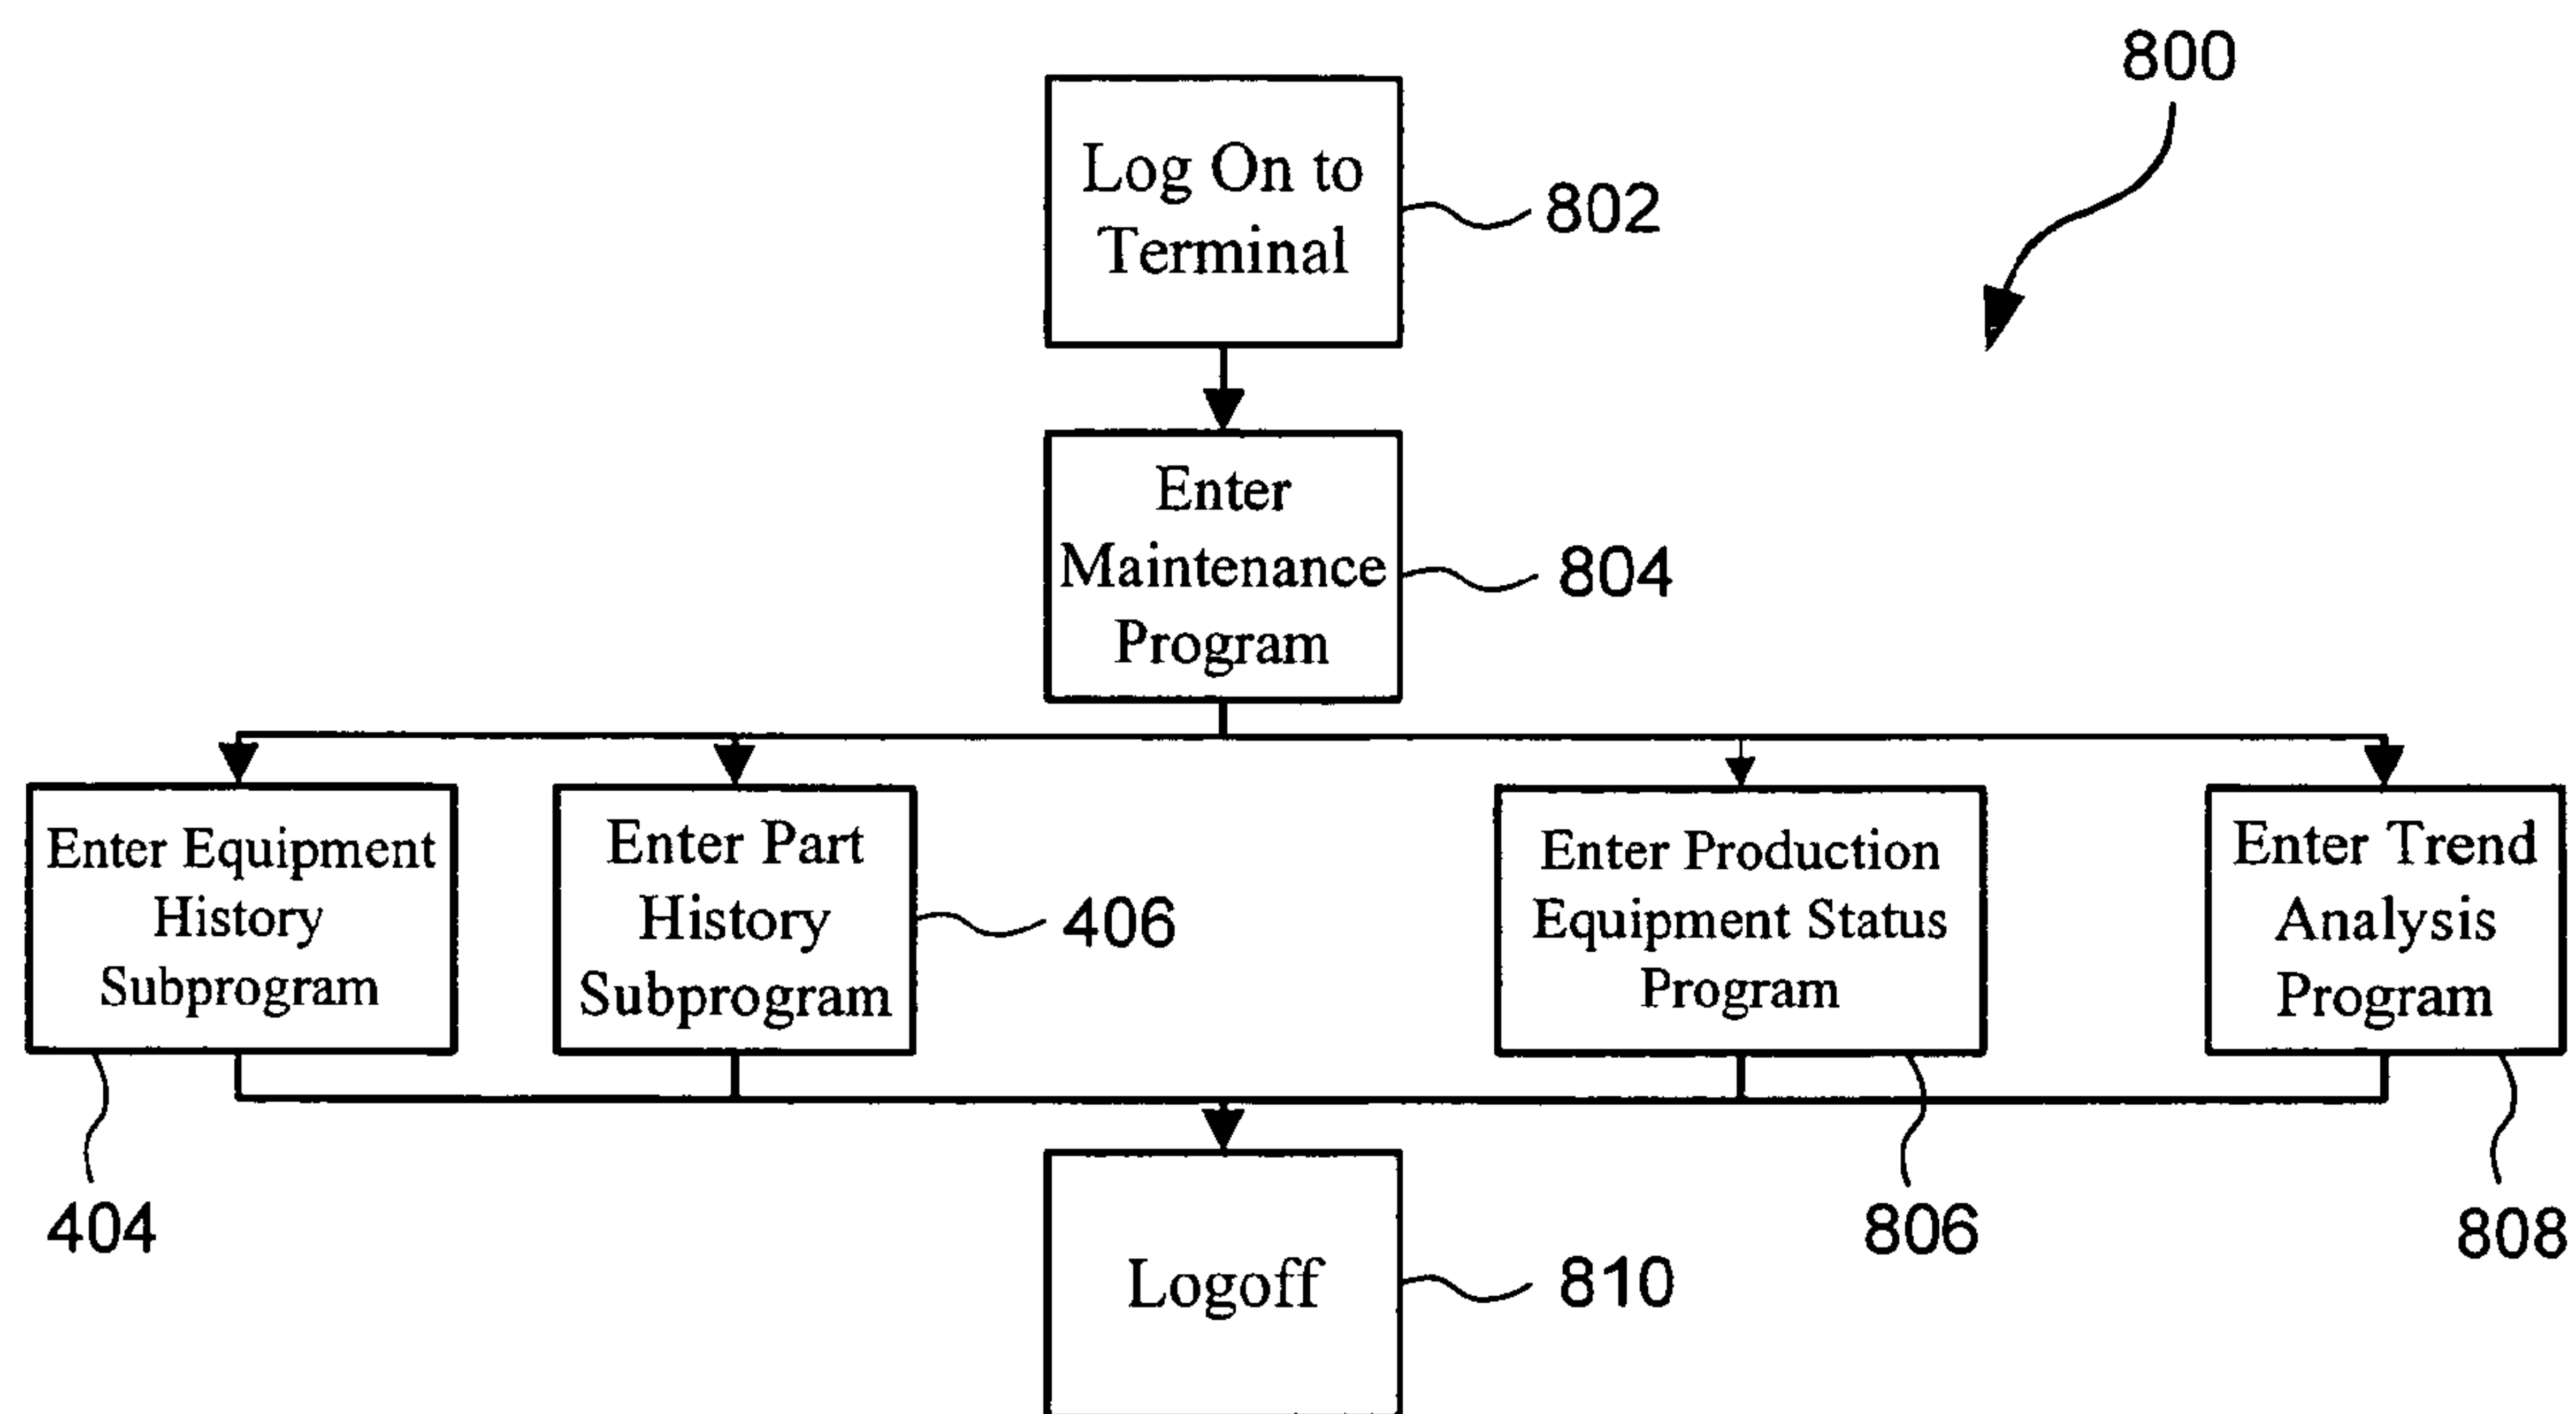 800
Log On to
Terminal
802
Enter
Maintenance
Program
804
Enter Equipment
History
Subprogram
404
Enter Part
History
Subprogram
406
Enter Production
Equipment Status
Program
806
Enter Trend
Analysis
Program
808
Logoff
810